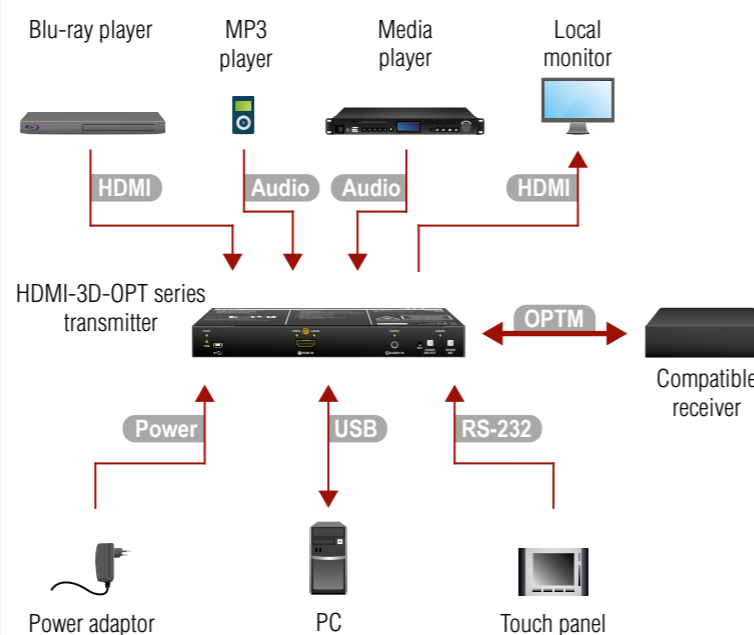 Blu-ray player
MP3
player
Media
player
Local
monitor
HDMI
Audio
Audio
HDMI
HDMI-3D-OPT series
transmitter
OPTM
Compatible
receiver
Power
USB
RS-232
Power adaptor
PC
Touch panel